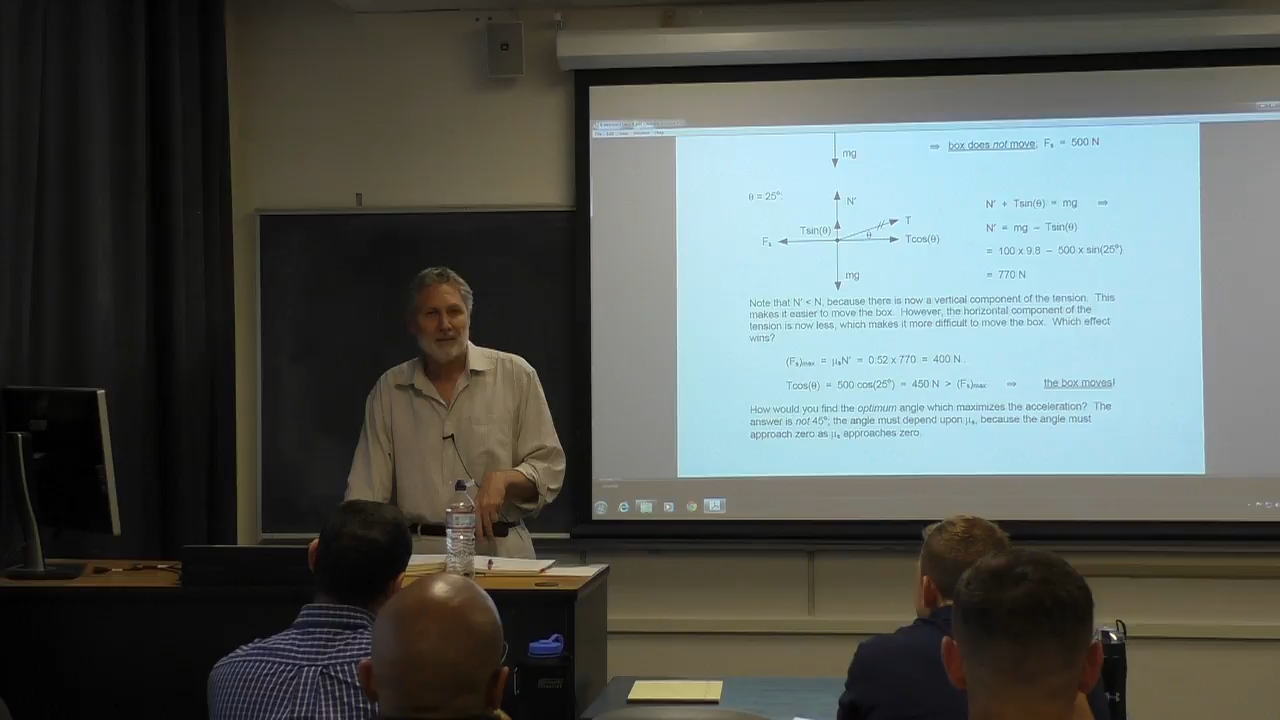 mg
⇒ box does not move; Fs = 500 N
θ = 25°:
N'
T
Tsin(θ)
θ
Fs
Tcos(θ)
mg
N' + Tsin(θ) = mg ⇒
N' = mg − Tsin(θ)
= 100 x 9.8 − 500 x sin(25°)
= 770 N
Note that N' < N, because there is now a vertical component of the tension. This
makes it easier to move the box. However, the horizontal component of the
tension is now less, which makes it more difficult to move the box. Which effect
wins?
(Fs)max = μsN' = 0.52 x 770 = 400 N.
Tcos(θ) = 500 cos(25°) = 450 N > (Fs)max ⇒ the box moves!
How would you find the optimum angle which maximizes the acceleration? The
answer is not 45°; the angle must depend upon μs, because the angle must
approach zero as μs approaches zero.